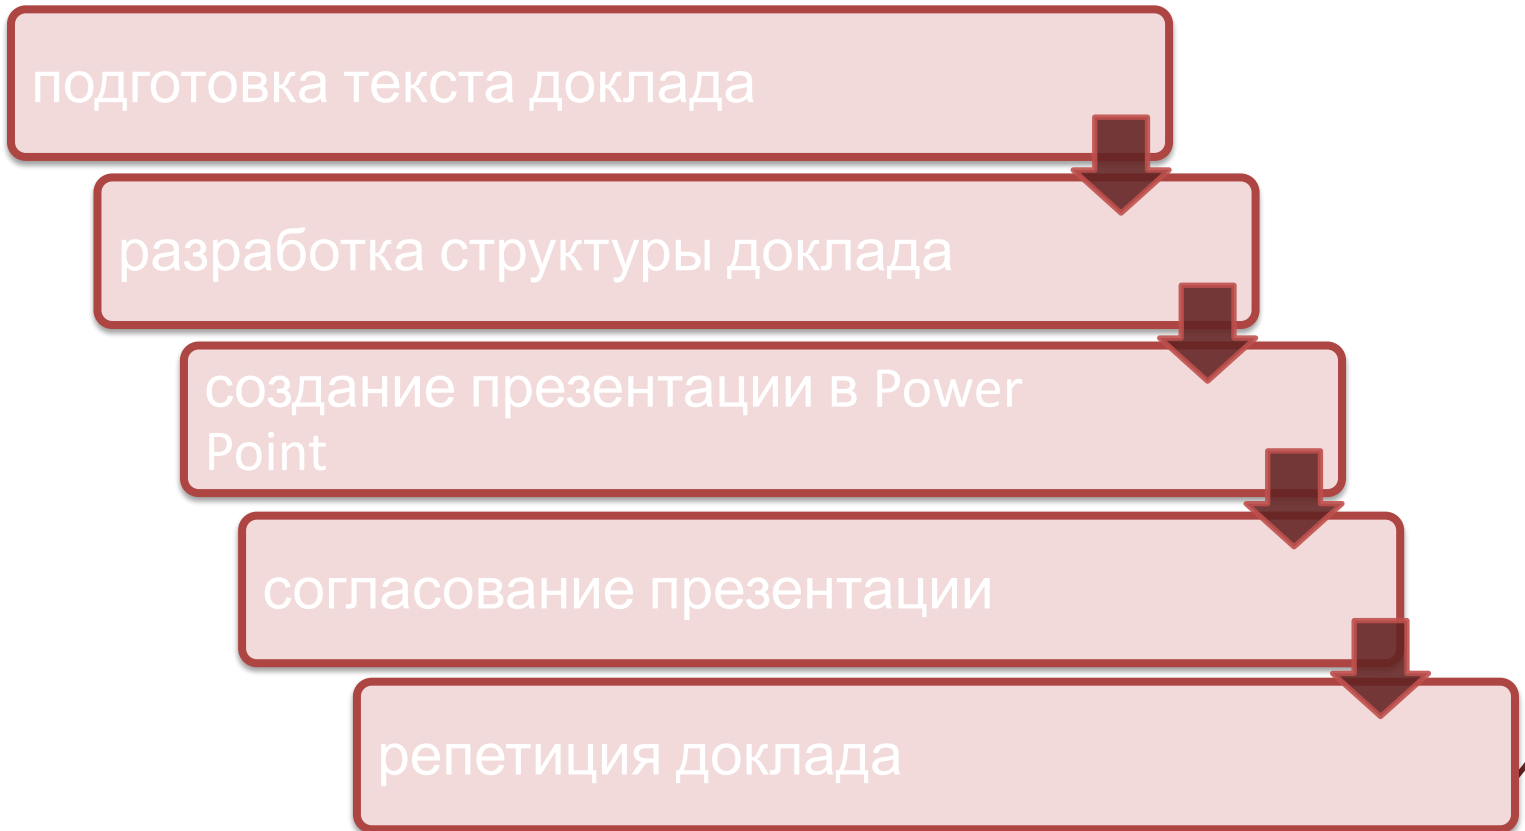 подготовка текста доклада
разработка структуры доклада
создание презентации в Power
Point
согласование презентации
репетиция доклада